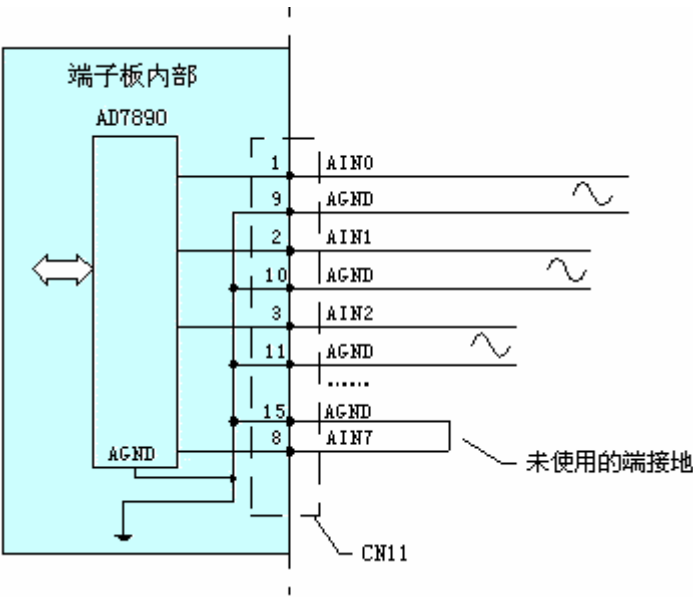 端子板内部
AD7890
1 AIN0
9 AGND
2 AIN1
10 AGND
3 AIN2
11 AGND
......
15 AGND
8 AIN7
AGND
未使用的端接地
CN11